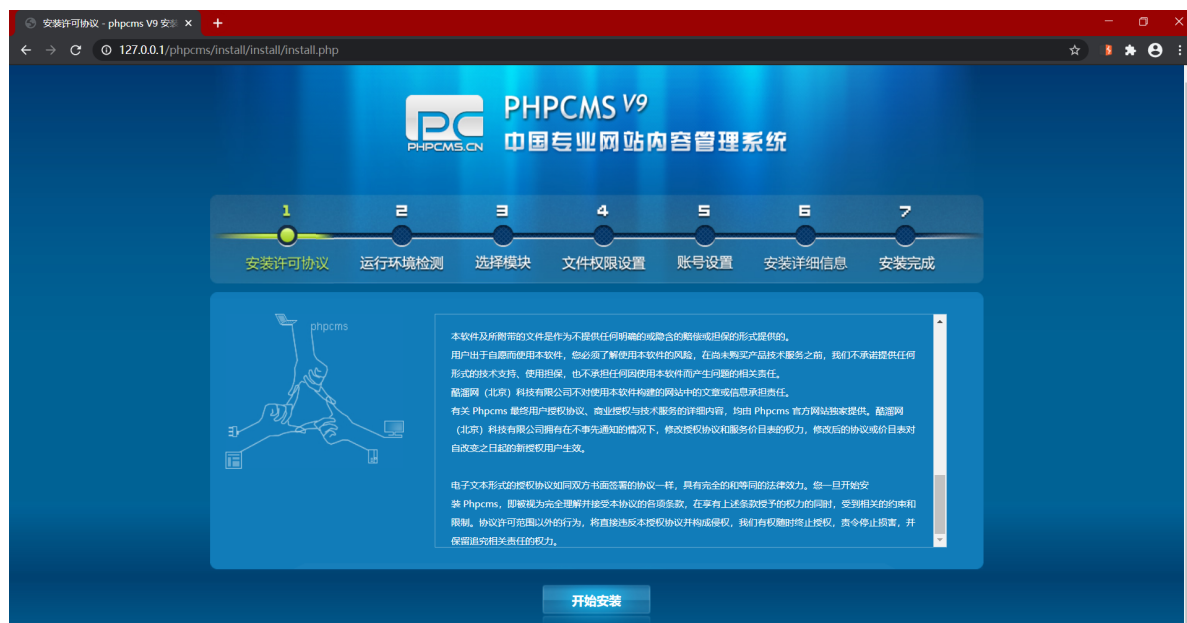 安装许可协议 - phpcms V9 安
127.0.0.1/phpcms/install/install/install.php
PC
PHPCMS.CN
PHPCMS V9
中国专业网站内容管理系统
1 2 3 4 5 6 7
安装许可协议 运行环境检测 选择模块 文件权限设置 账号设置 安装详细信息 安装完成
phpcms
本软件及所附带的文件是作为不提供任何明确的或隐含的赔偿或担保的形式提供的。
用户出于自愿而使用本软件，您必须了解使用本软件的风险，在尚未购买产品技术服务之前，我们不承诺提供任何
形式的技术支持、使用担保，也不承担任何因使用本软件而产生问题的相关责任。
酷溜网（北京）科技有限公司不对使用本软件构建的网站中的文章或信息承担责任。
有关 Phpcms 最终用户授权协议、商业授权与技术服务的详细内容，均由 Phpcms 官方网站独家提供。酷溜网
（北京）科技有限公司拥有在不事先通知的情况下，修改授权协议和服务价目表的权力，修改后的协议或价目表对
自改变之日起的新授权用户生效。
电子文本形式的授权协议如同双方书面签署的协议一样，具有完全的和等同的法律效力。您一旦开始安
装 Phpcms，即被视为完全理解并接受本协议的各项条款，在享有上述条款授予的权力的同时，受到相关的约束和
限制。协议许可范围以外的行为，将直接违反本授权协议并构成侵权，我们有权随时终止授权，责令停止损害，并
保留追究相关责任的权力。
开始安装